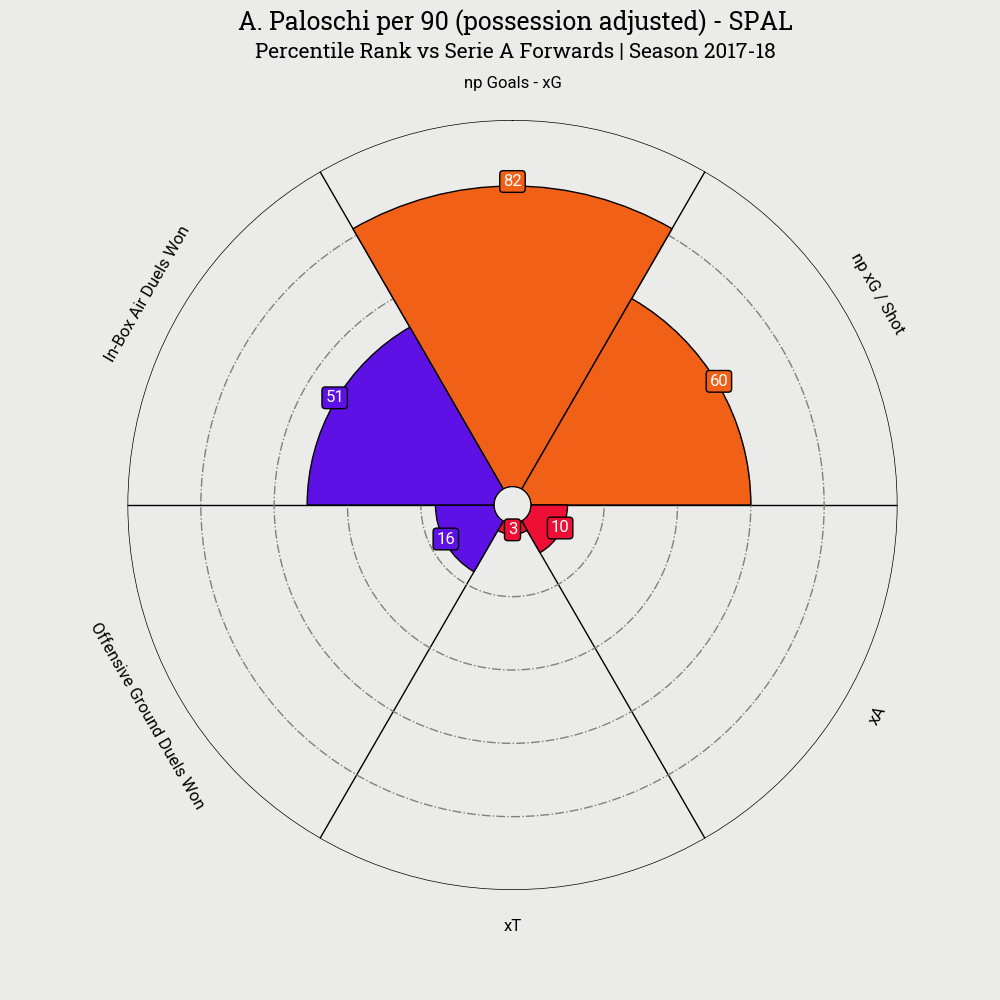 A. Paloschi per 90 (possession adjusted) - SPAL
Percentile Rank vs Serie A Forwards | Season 2017-18
np Goals - xG
82
In-Box Air Duels Won
np xG / Shot
60
51
3
10
16
Offensive Ground Duels Won
xA
xT